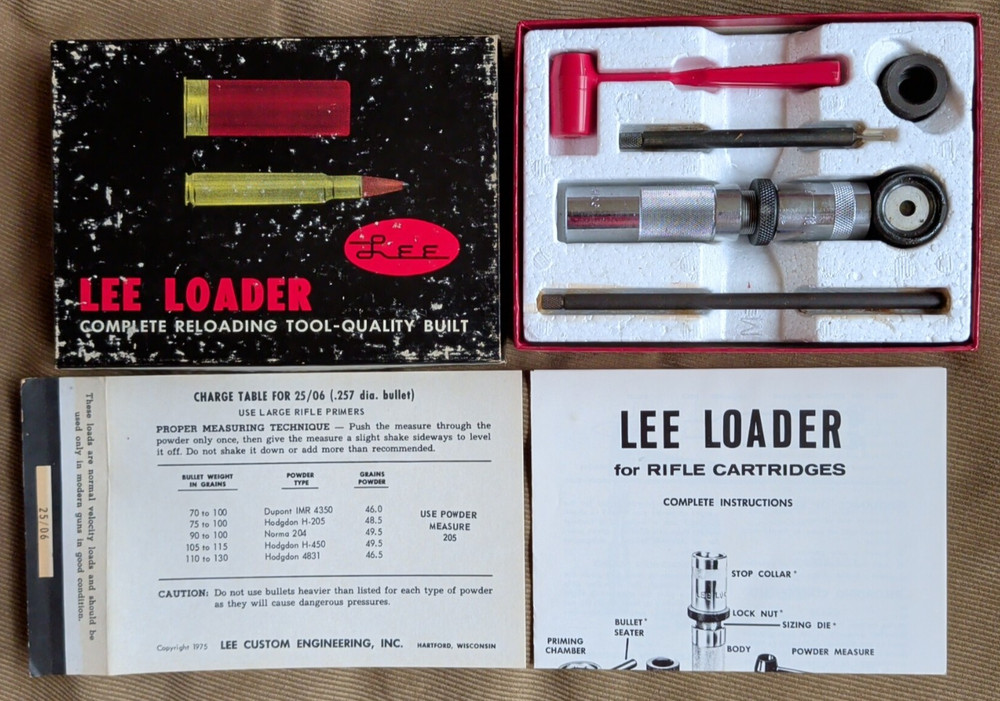 LEE
LEE LOADER
COMPLETE RELOADING TOOL-QUALITY BUILT
25/06
These loads are normal velocity loads and should be
used only in modern guns in good condition.
CHARGE TABLE FOR 25/06 (.257 dia. bullet)
USE LARGE RIFLE PRIMERS
PROPER MEASURING TECHNIQUE — Push the measure through the
powder only once, then give the measure a slight shake sideways to level
it off. Do not shake it down or add more than recommended.
BULLET WEIGHT IN GRAINS POWDER TYPE GRAINS POWDER
70 to 100 Dupont IMR 4350 46.0
75 to 100 Hodgdon H-205 48.5
90 to 100 Norma 204 49.5
105 to 115 Hodgdon H-450 49.5
110 to 130 Hodgdon 4831 46.5
USE POWDER
MEASURE
205
CAUTION: Do not use bullets heavier than listed for each type of powder
as they will cause dangerous pressures.
Copyright 1975 LEE CUSTOM ENGINEERING, INC. HARTFORD, WISCONSIN
LEE LOADER
for RIFLE CARTRIDGES
COMPLETE INSTRUCTIONS
STOP COLLAR*
LOCK NUT*
SIZING DIE*
BULLET*
SEATER
PRIMING
CHAMBER
BODY
POWDER MEASURE